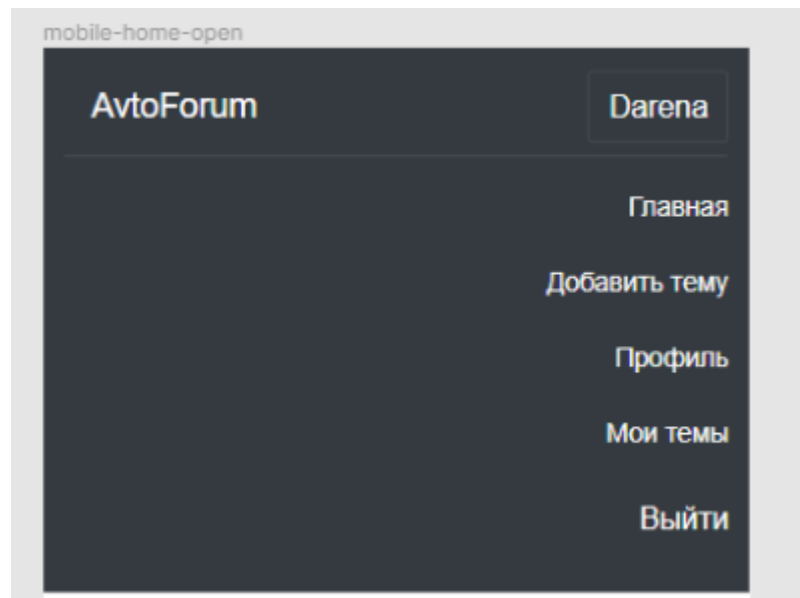 mobile-home-open
AvtoForum
Darena
Главная
Добавить тему
Профиль
Мои темы
Выйти